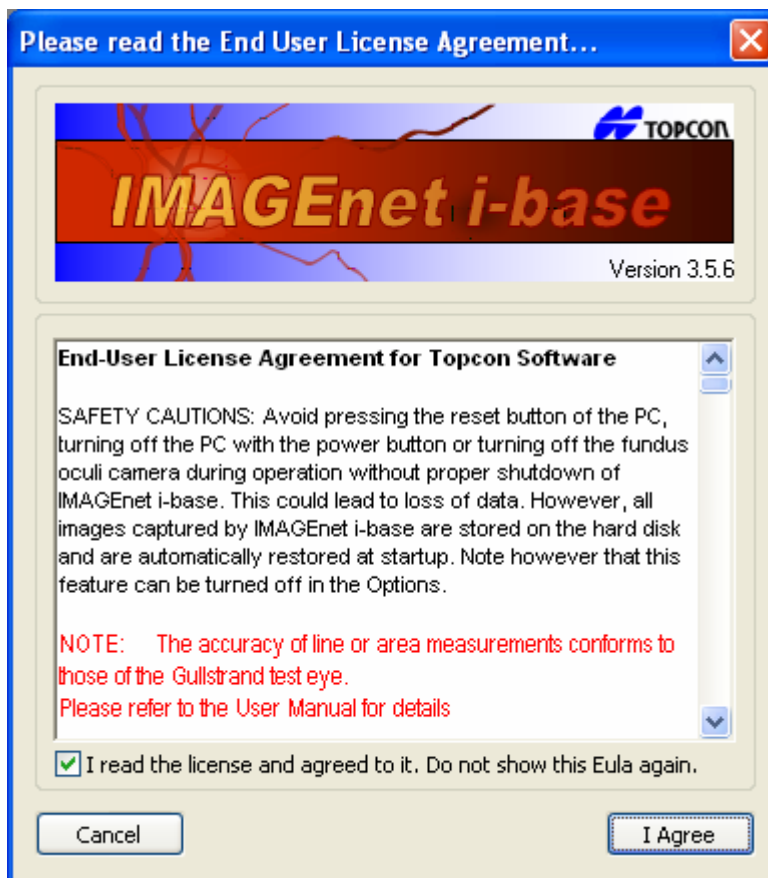 Please read the End User License Agreement...
TOPCON
IMAGEnet i-base
Version 3.5.6
End-User License Agreement for Topcon Software
SAFETY CAUTIONS: Avoid pressing the reset button of the PC,
turning off the PC with the power button or turning off the fundus
oculi camera during operation without proper shutdown of
IMAGEnet i-base. This could lead to loss of data. However, all
images captured by IMAGEnet i-base are stored on the hard disk
and are automatically restored at startup. Note however that this
feature can be turned off in the Options.
NOTE: The accuracy of line or area measurements conforms to
those of the Gullstrand test eye.
Please refer to the User Manual for details
I read the license and agreed to it. Do not show this Eula again.
Cancel
I Agree